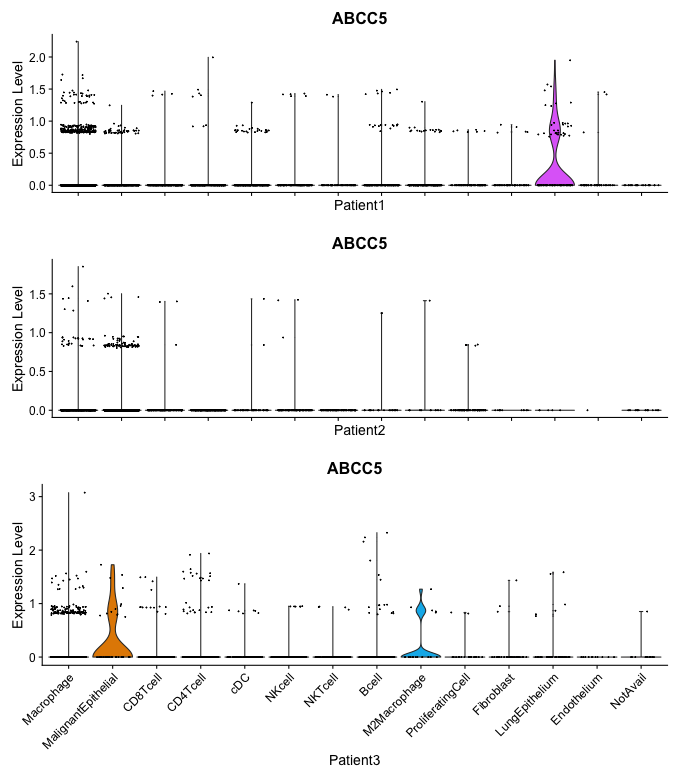 ABCC5
Expression Level
2.0
1.5
1.0
0.5
0.0
Patient1
ABCC5
Expression Level
1.5
1.0
0.5
0.0
Patient2
ABCC5
Expression Level
3
2
1
0
Macrophage
MalignantEpithelial
CD8Tcell
CD4Tcell
cDC
NKcell
NKTcell
Bcell
M2Macrophage
ProliferatingCell
Fibroblast
LungEpithelium
Endothelium
NotAvail
Patient3